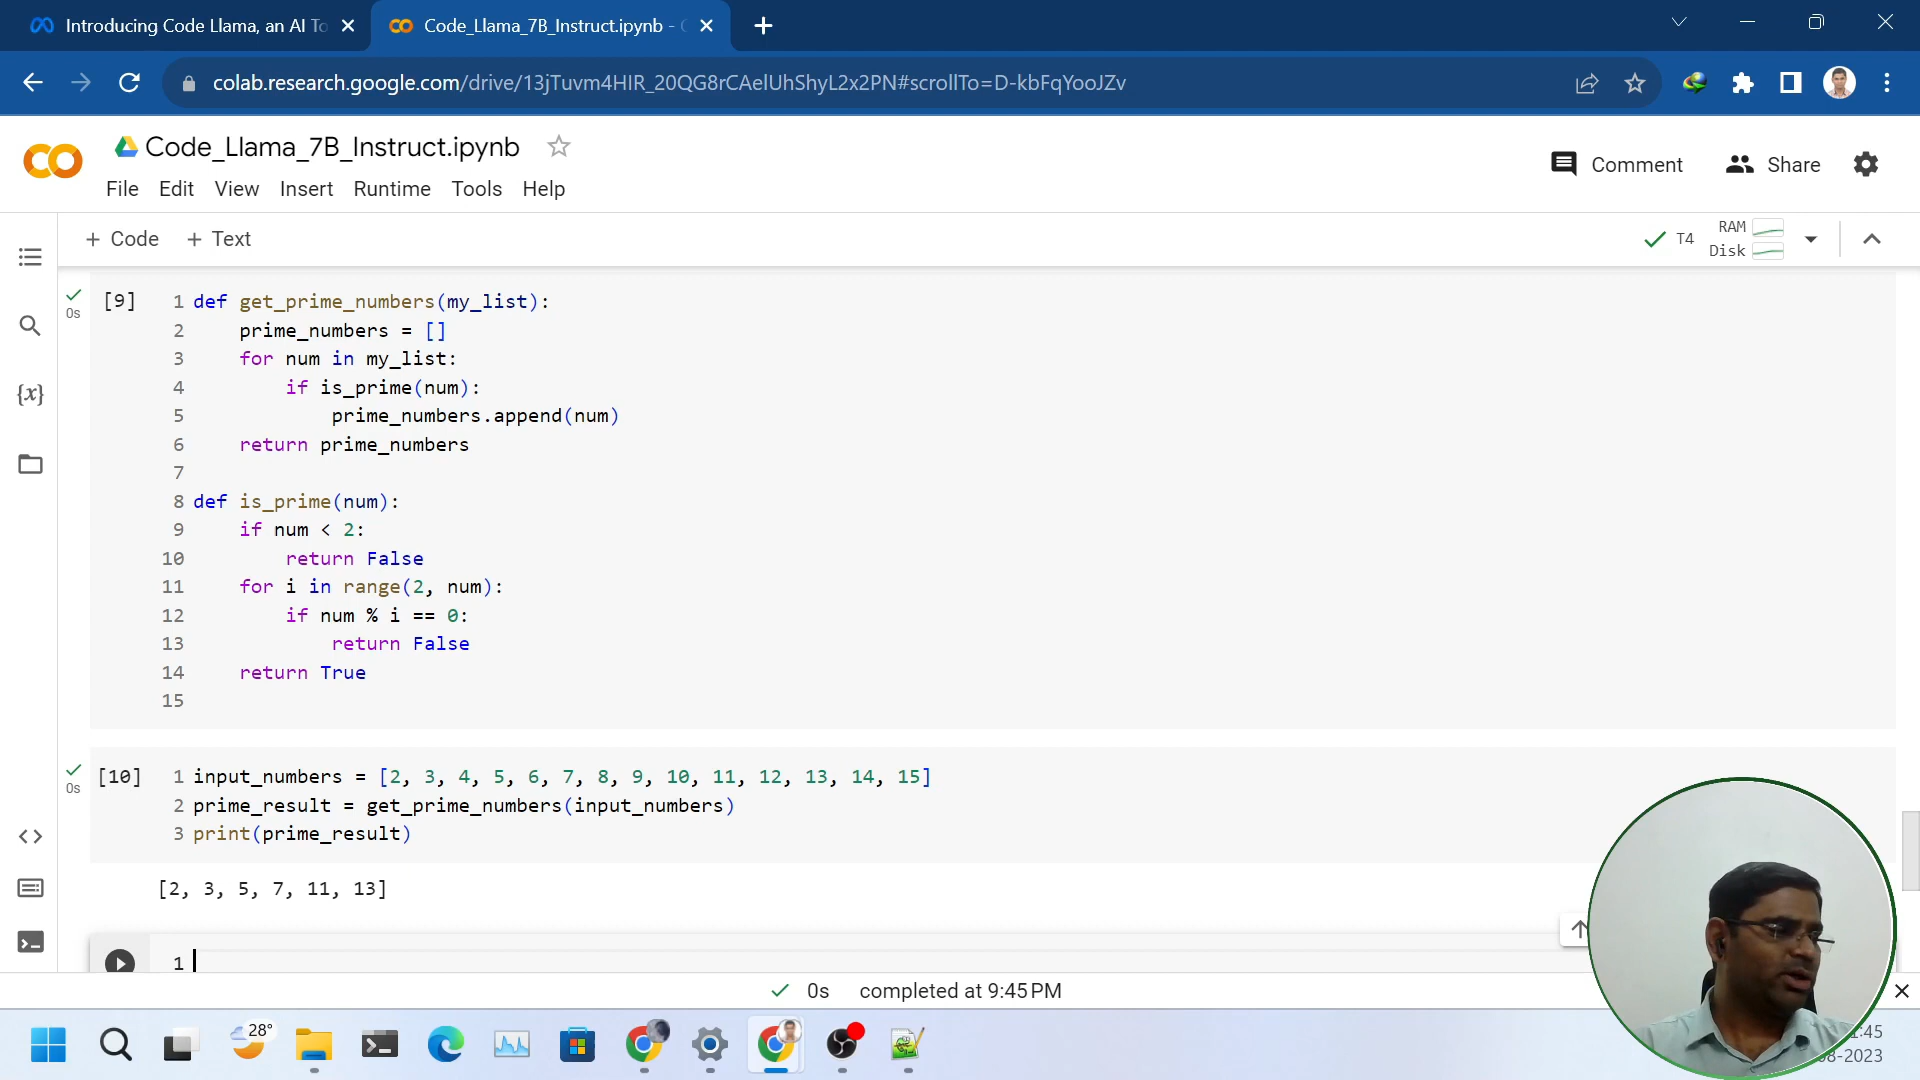 Introducing Code Llama, an AI To
Code_Llama_7B_Instruct.ipynb -
colab.research.google.com/drive/13jTuvm4HIR_20QG8rCAelUhShyL2x2PN#scrollTo=D-kbFqYooJZv
Code_Llama_7B_Instruct.ipynb
Comment
Share
File Edit View Insert Runtime Tools Help
+ Code + Text
T4
RAM
Disk
[9]
0s
1 def get_prime_numbers(my_list):
2     prime_numbers = []
3     for num in my_list:
4         if is_prime(num):
5             prime_numbers.append(num)
6     return prime_numbers
7
8 def is_prime(num):
9     if num < 2:
10         return False
11     for i in range(2, num):
12         if num % i == 0:
13             return False
14     return True
15
[10]
0s
1 input_numbers = [2, 3, 4, 5, 6, 7, 8, 9, 10, 11, 12, 13, 14, 15]
2 prime_result = get_prime_numbers(input_numbers)
3 print(prime_result)
[2, 3, 5, 7, 11, 13]
1
0s completed at 9:45 PM
28°
:45
08-2023